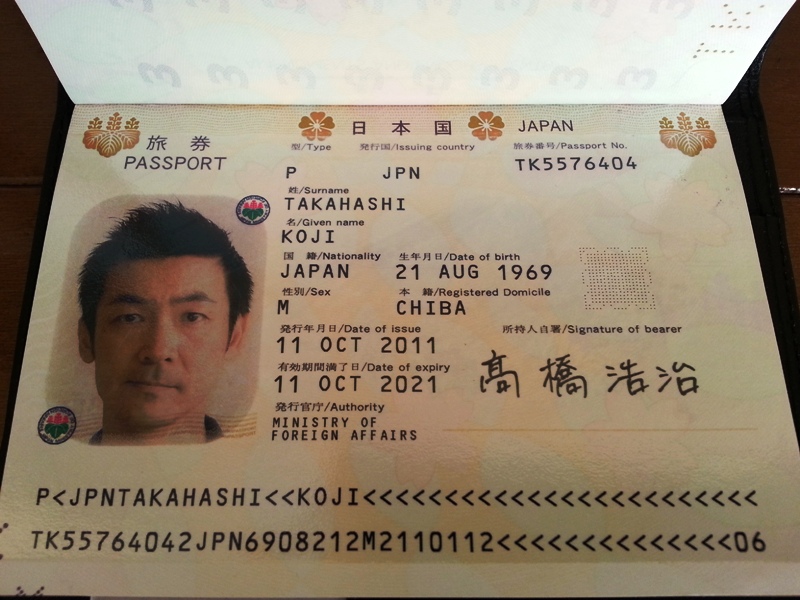 旅券 日本国 JAPAN
PASSPORT
型/Type 発行国/Issuing country 旅券番号/Passport No.
P JPN TK5576404
姓/Surname
TAKAHASHI
名/Given name
KOJI
国籍/Nationality 生年月日/Date of birth
JAPAN 21 AUG 1969
性別/Sex 本籍/Registered Domicile
M CHIBA
発行年月日/Date of issue 所持人自署/Signature of bearer
11 OCT 2011
有効期間満了日/Date of expiry
11 OCT 2021 髙橋浩治
発行官庁/Authority
MINISTRY OF
FOREIGN AFFAIRS
P<JPNTAKAHASHI<<KOJI<<<<<<<<<<<<<<<<<<<<<<<<
TK55764042JPN6908212M2110112<<<<<<<<<<<<<<06